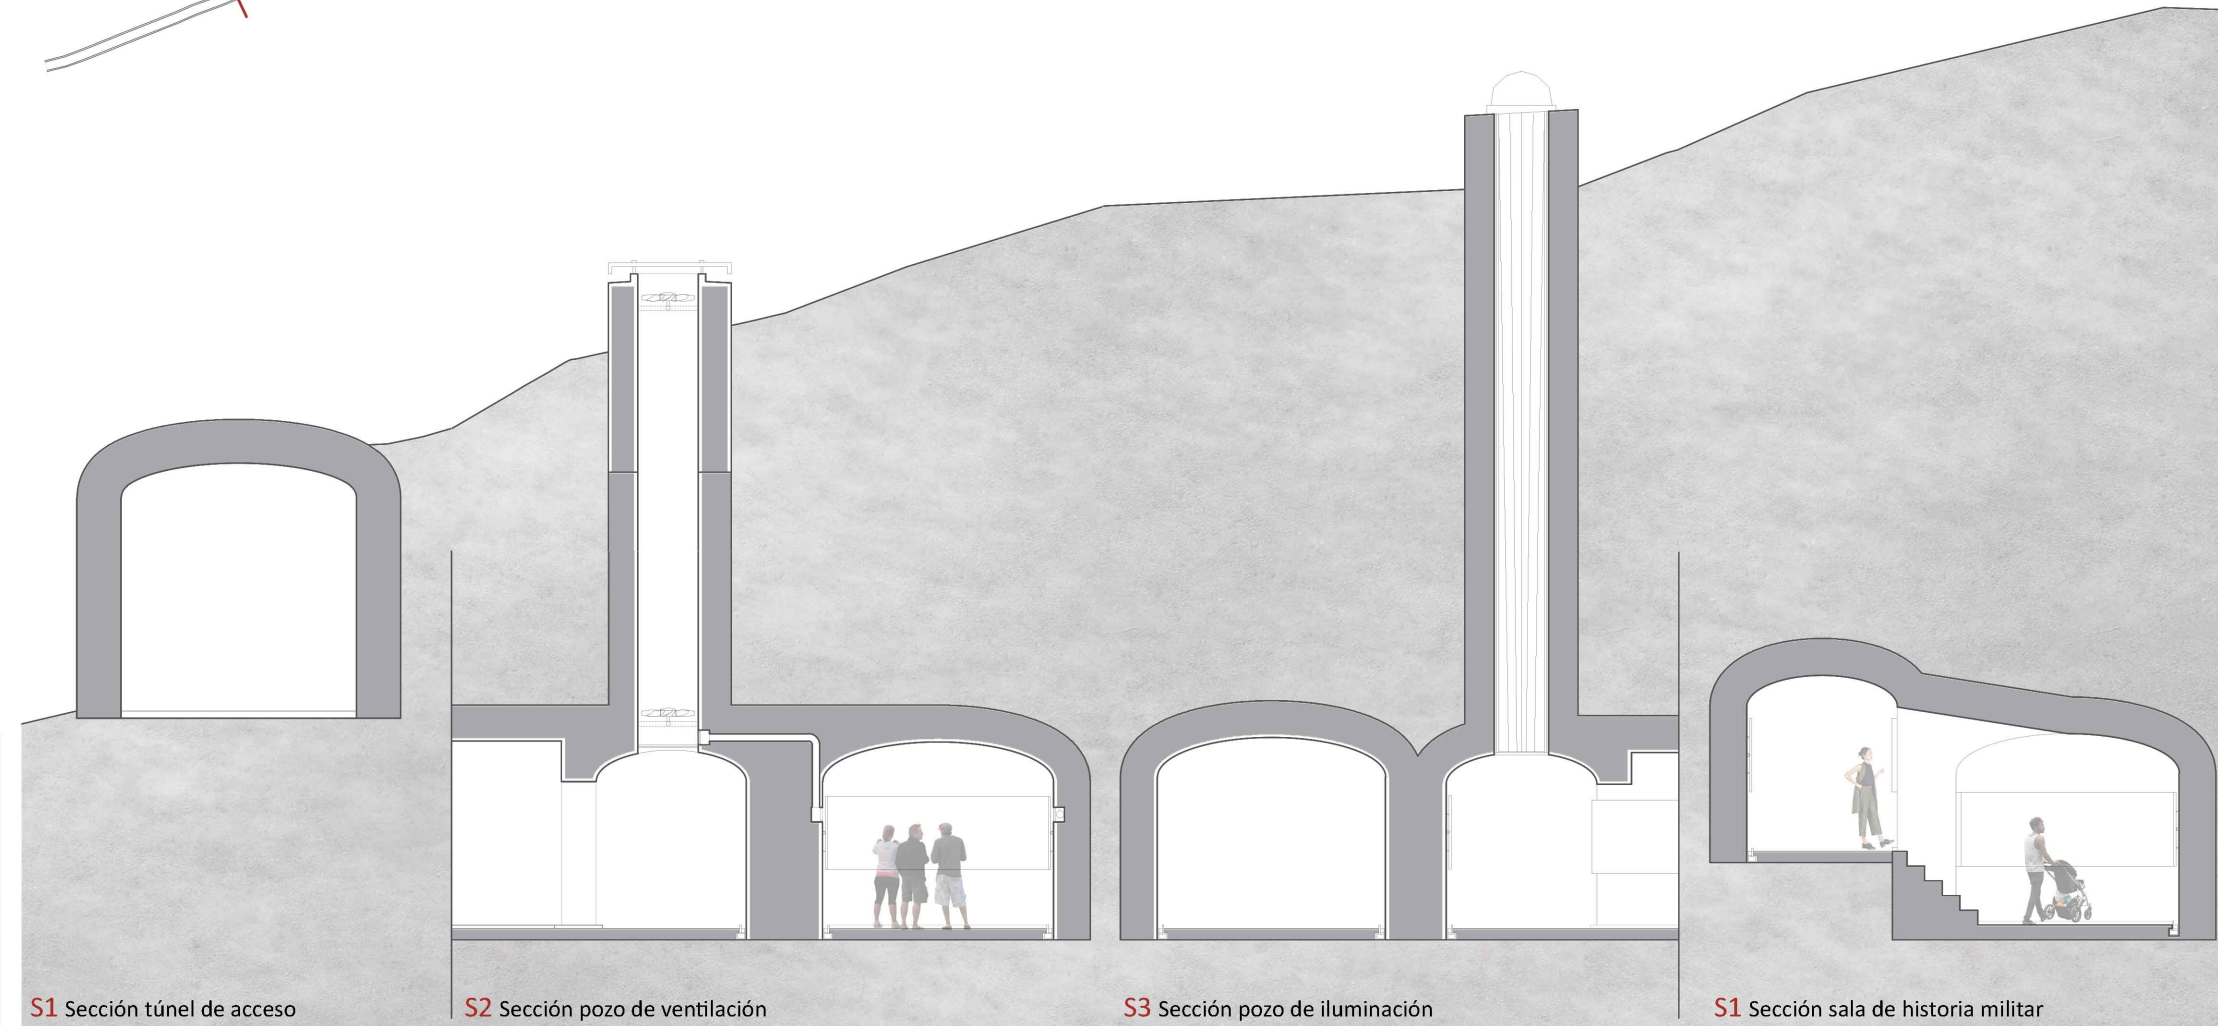 S1 Sección túnel de acceso
S2 Sección pozo de ventilación
S3 Sección pozo de iluminación
S1 Sección sala de historia militar